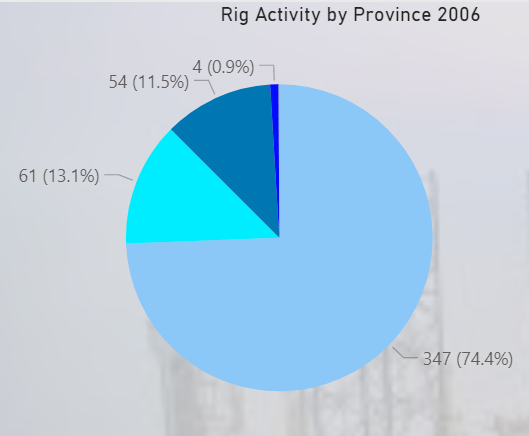 Rig Activity by Province 2006
4 (0.9%)
54 (11.5%)
61 (13.1%)
347 (74.4%)